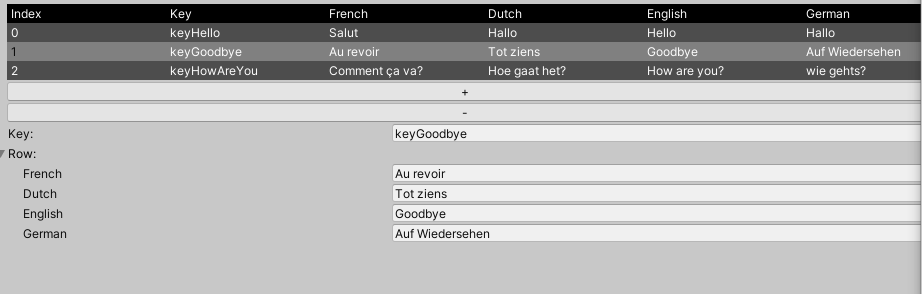 Index Key French Dutch English German
0 keyHello Salut Hallo Hello Hallo
1 keyGoodbye Au revoir Tot ziens Goodbye Auf Wiedersehen
2 keyHowAreYou Comment ça va? Hoe gaat het? How are you? wie gehts?
+
-
Key: keyGoodbye
Row:
French Au revoir
Dutch Tot ziens
English Goodbye
German Auf Wiedersehen